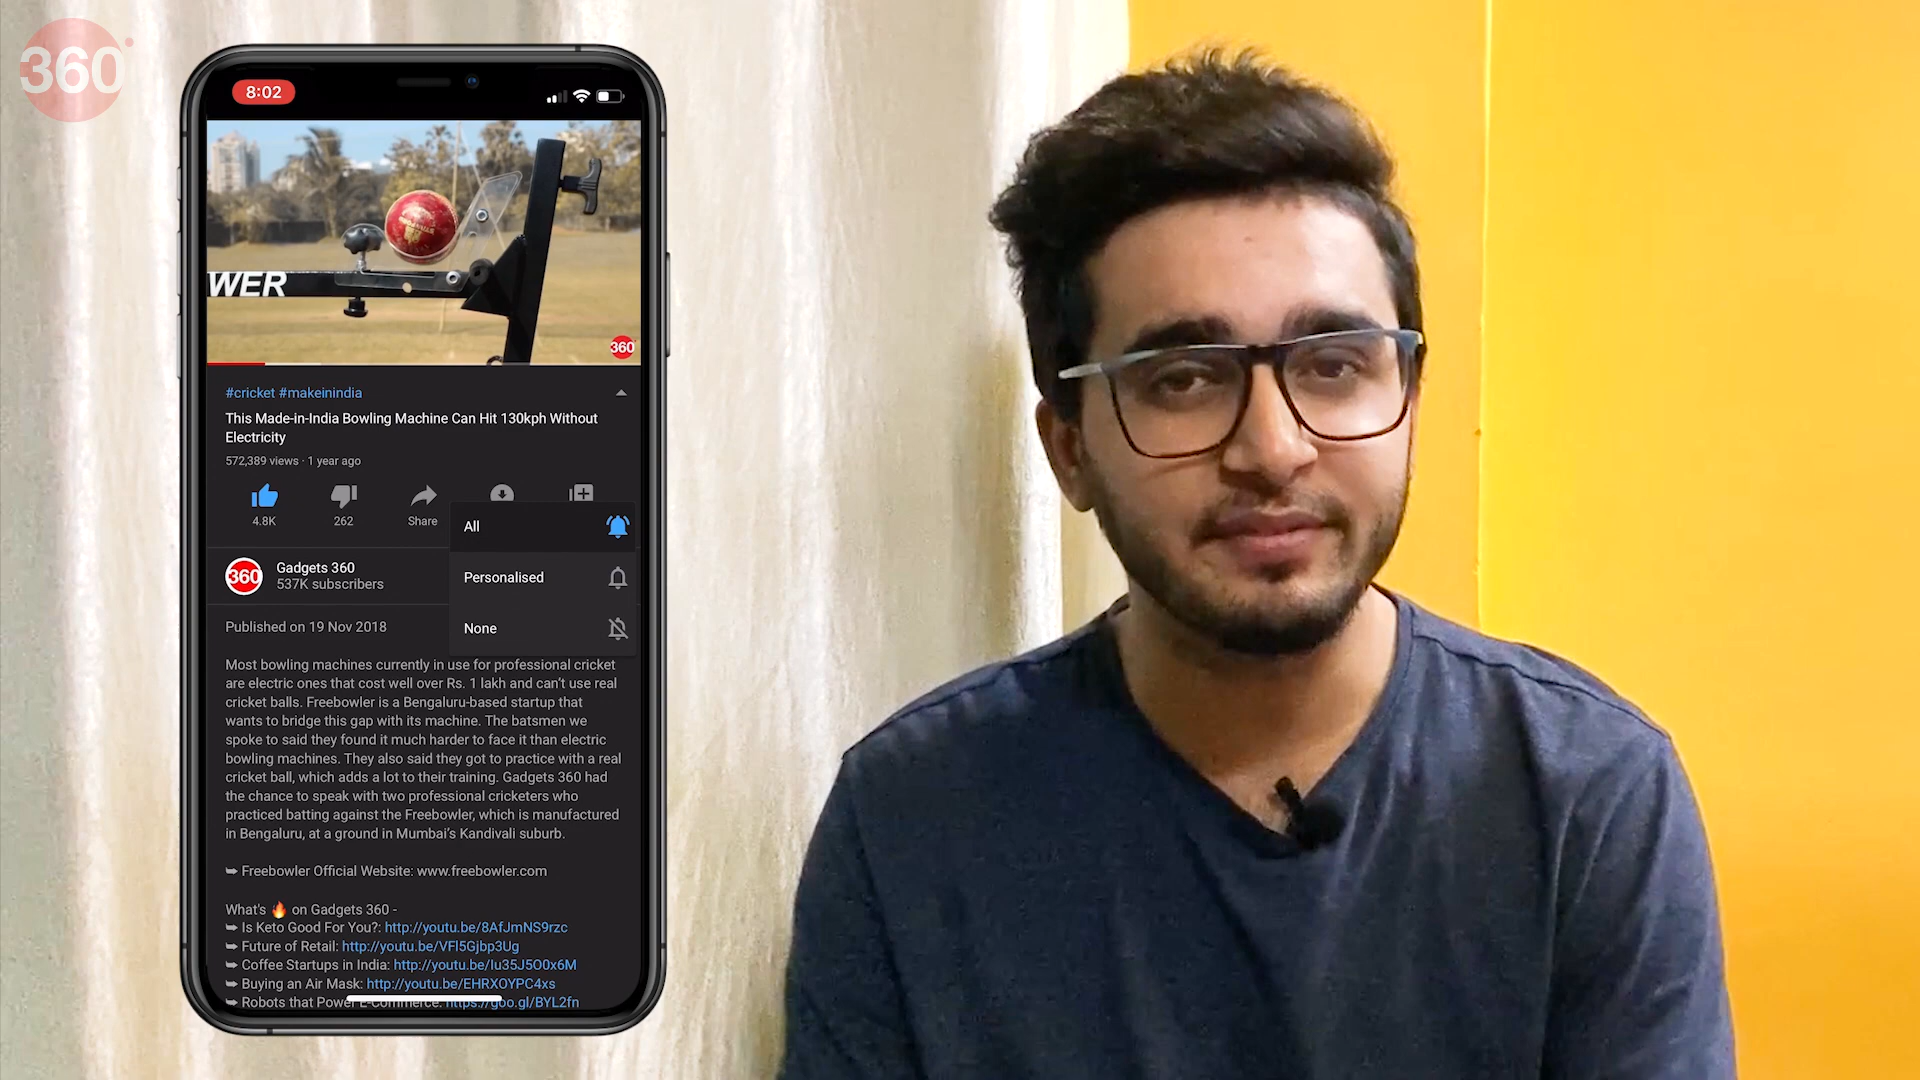 360
8:02
WER
360
#cricket #makeinindia
This Made-in-India Bowling Machine Can Hit 130kph Without
Electricity
572,389 views · 1 year ago
4.8K
262
Share
All
Personalised
None
360
Gadgets 360
537K subscribers
Published on 19 Nov 2018
Most bowling machines currently in use for professional cricket
are electric ones that cost well over Rs. 1 lakh and can't use real
cricket balls. Freebowler is a Bengaluru-based startup that
wants to bridge this gap with its machine. The batsmen we
spoke to said they found it much harder to face it than electric
bowling machines. They also said they got to practice with a real
cricket ball, which adds a lot to their training. Gadgets 360 had
the chance to speak with two professional cricketers who
practiced batting against the Freebowler, which is manufactured
in Bengaluru, at a ground in Mumbai's Kandivali suburb.
➥ Freebowler Official Website: www.freebowler.com
What's 🔥 on Gadgets 360 -
➥ Is Keto Good For You?: http://youtu.be/8AfJmNS9rzc
➥ Future of Retail: http://youtu.be/VFl5Gjbp3Ug
➥ Coffee Startups in India: http://youtu.be/Iu35J5O0x6M
➥ Buying an Air Mask: http://youtu.be/EHRXOYPC4xs
➥ Robots that Power E-Commerce: https://goo.gl/BYL2fn